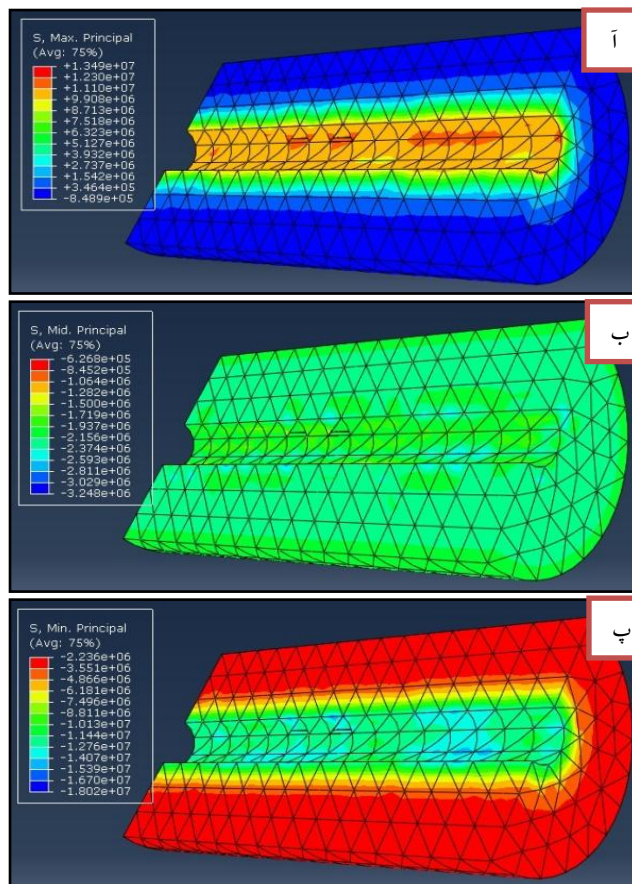 آ
S, Max. Principal
(Avg: 75%)
+1.349e+07
+1.230e+07
+1.110e+07
+9.908e+06
+8.713e+06
+7.518e+06
+6.323e+06
+5.127e+06
+3.932e+06
+2.737e+06
+1.542e+06
+3.464e+05
-8.489e+05
ب
S, Mid. Principal
(Avg: 75%)
-6.268e+05
-8.452e+05
-1.064e+06
-1.282e+06
-1.500e+06
-1.719e+06
-1.937e+06
-2.156e+06
-2.374e+06
-2.593e+06
-2.811e+06
-3.029e+06
-3.248e+06
پ
S, Min. Principal
(Avg: 75%)
-2.236e+06
-3.551e+06
-4.866e+06
-6.181e+06
-7.496e+06
-8.811e+06
-1.013e+07
-1.144e+07
-1.276e+07
-1.407e+07
-1.539e+07
-1.670e+07
-1.802e+07